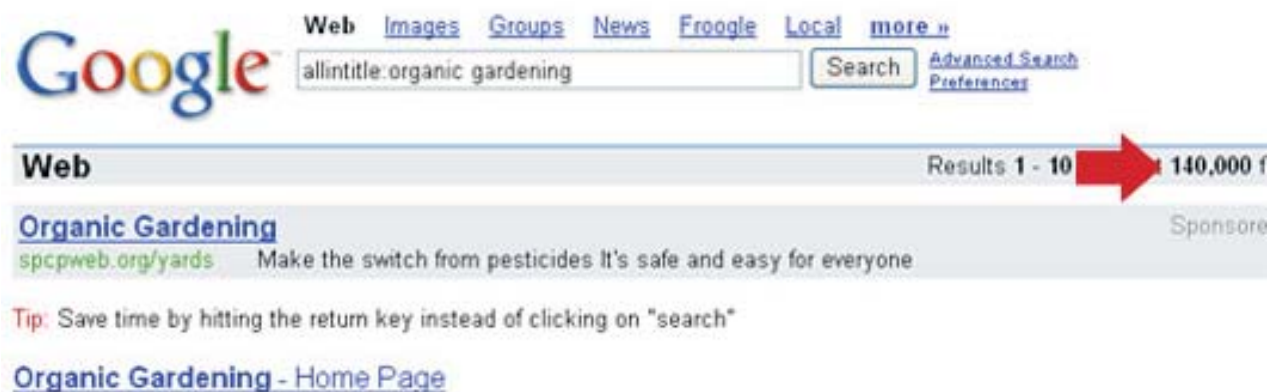 Web Images Groups News Froogle Local more »
Google™ allintitle:organic gardening Search Advanced Search
Preferences
Web Results 1 - 10 140,000 f
Organic Gardening Sponsore
spcpweb.org/yards Make the switch from pesticides It's safe and easy for everyone
Tip: Save time by hitting the return key instead of clicking on "search"
Organic Gardening - Home Page